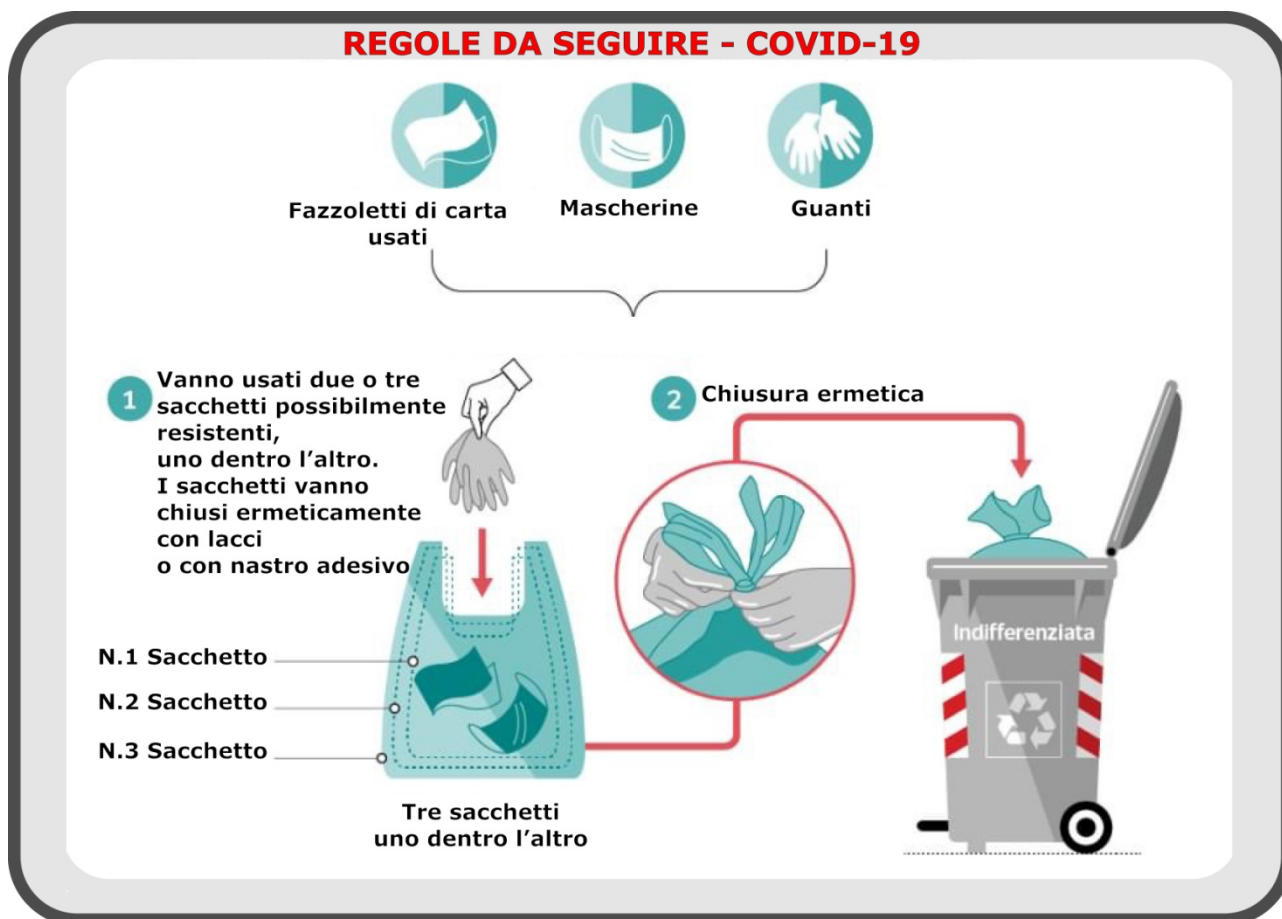 REGOLE DA SEGUIRE - COVID-19
Fazzoletti di carta
usati
Mascherine
Guanti
1
Vanno usati due o tre
sacchetti possibilmente
resistenti,
uno dentro l'altro.
I sacchetti vanno
chiusi ermeticamente
con lacci
o con nastro adesivo
2
Chiusura ermetica
Indifferenziata
N.1 Sacchetto
N.2 Sacchetto
N.3 Sacchetto
Tre sacchetti
uno dentro l'altro